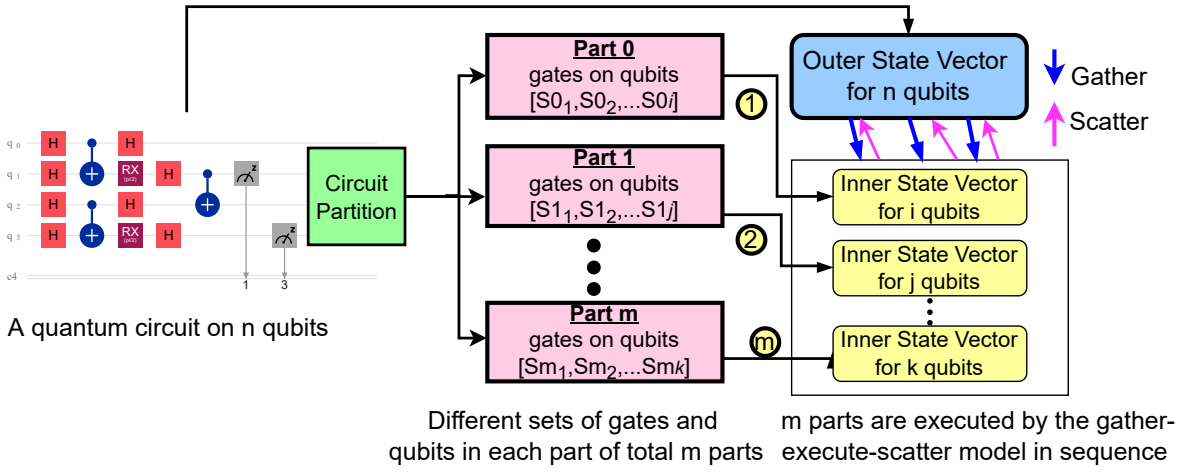 q 0
H
H
q 1
RX
(pi/2)
H
z
q 2
H
H
q 3
H
RX
(pi/2)
H
z
c4
1
3
A quantum circuit on n qubits
Circuit
Partition
Part 0
gates on qubits
[S0₁,S0₂,...S0i]
Part 1
gates on qubits
[S1₁,S1₂,...S1j]
Part m
gates on qubits
[Sm₁,Sm₂,...Smk]
Different sets of gates and
qubits in each part of total m parts
1
2
m
Outer State Vector
for n qubits
Gather
Scatter
Inner State Vector
for i qubits
Inner State Vector
for j qubits
Inner State Vector
for k qubits
m parts are executed by the gather-
execute-scatter model in sequence